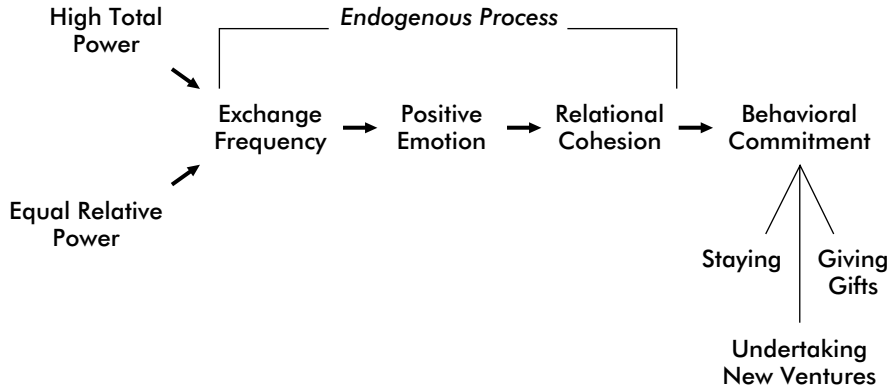 High Total
Power
Endogenous Process
Exchange
Frequency
Positive
Emotion
Relational
Cohesion
Behavioral
Commitment
Equal Relative
Power
Staying
Giving
Gifts
Undertaking
New Ventures